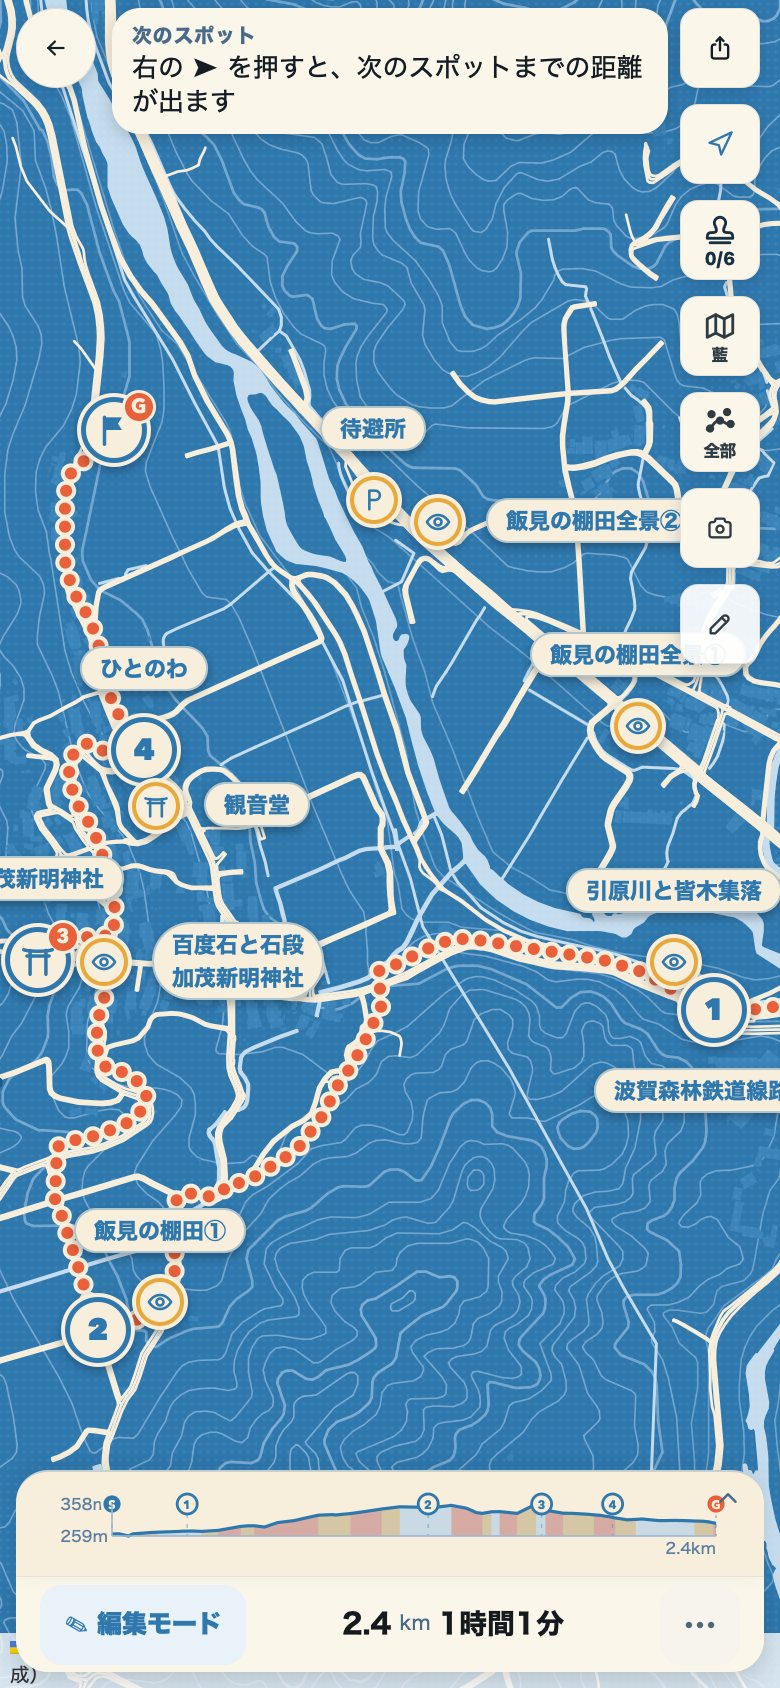 次のスポット
右の ➤ を押すと、次のスポットまでの距離
が出ます
0/6
藍
全部
G
待避所
P
飯見の棚田全景②
飯見の棚田全景①
ひとのわ
4
観音堂
茂新明神社
引原川と皆木集落
3
百度石と石段
加茂新明神社
1
波賀森林鉄道線路
飯見の棚田①
2
358m
S
1
2
3
4
G
259m
2.4km
✎ 編集モード
2.4 km 1時間1分
成)